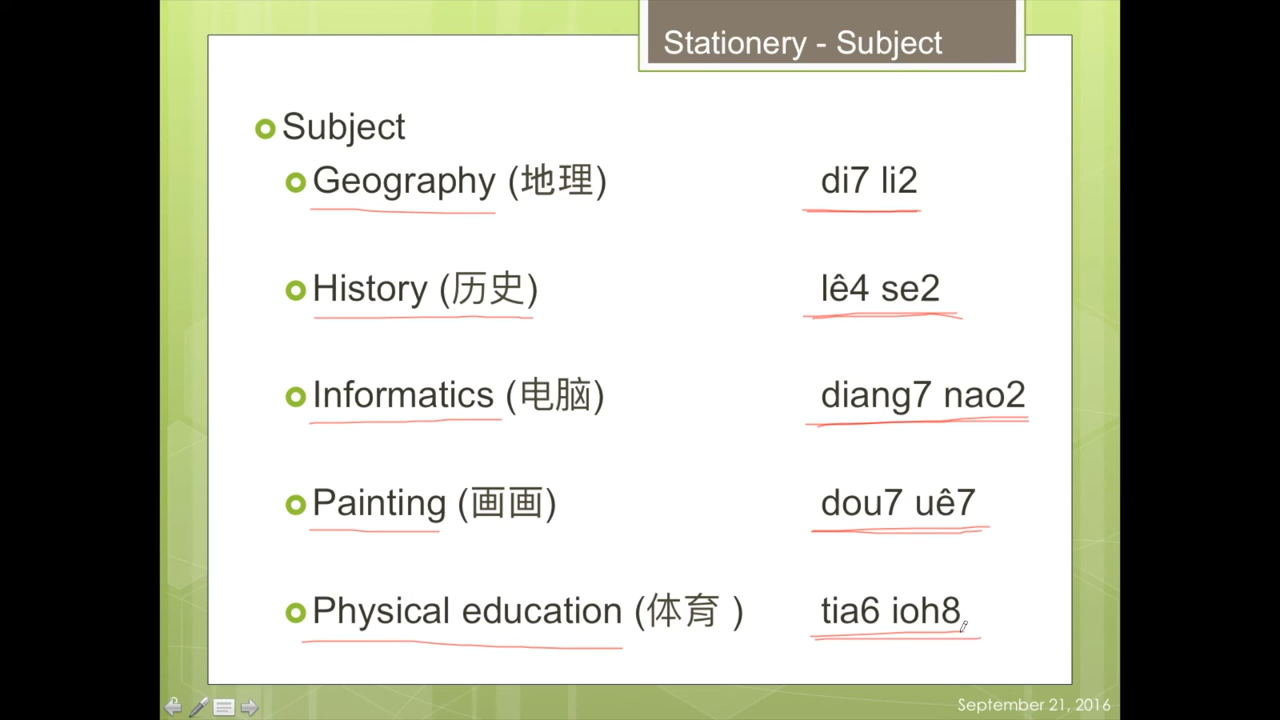 Stationery - Subject
Subject
Geography (地理) di7 li2
History (历史) lê4 se2
Informatics (电脑) diang7 nao2
Painting (画画) dou7 uê7
Physical education (体育 ) tia6 ioh8
September 21, 2016